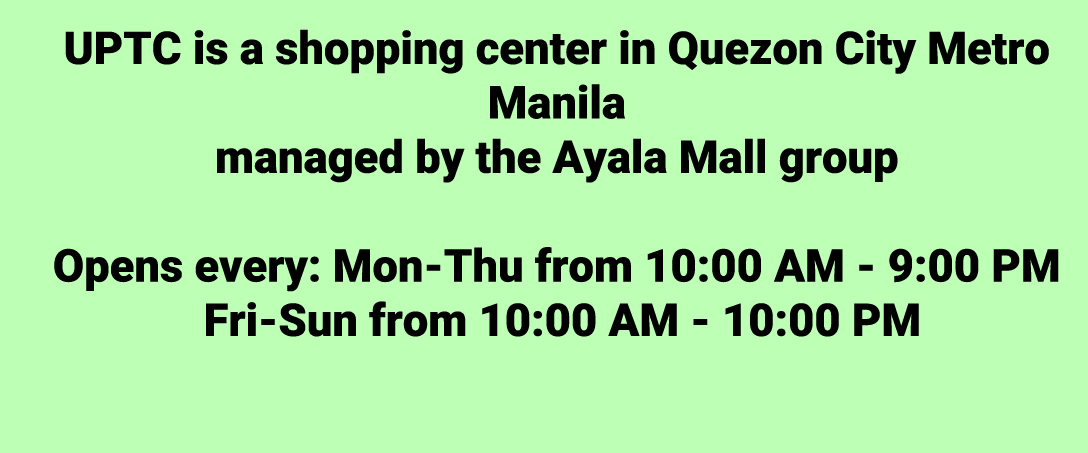 UPTC is a shopping center in Quezon City Metro
Manila
managed by the Ayala Mall group
Opens every: Mon-Thu from 10:00 AM - 9:00 PM
Fri-Sun from 10:00 AM - 10:00 PM